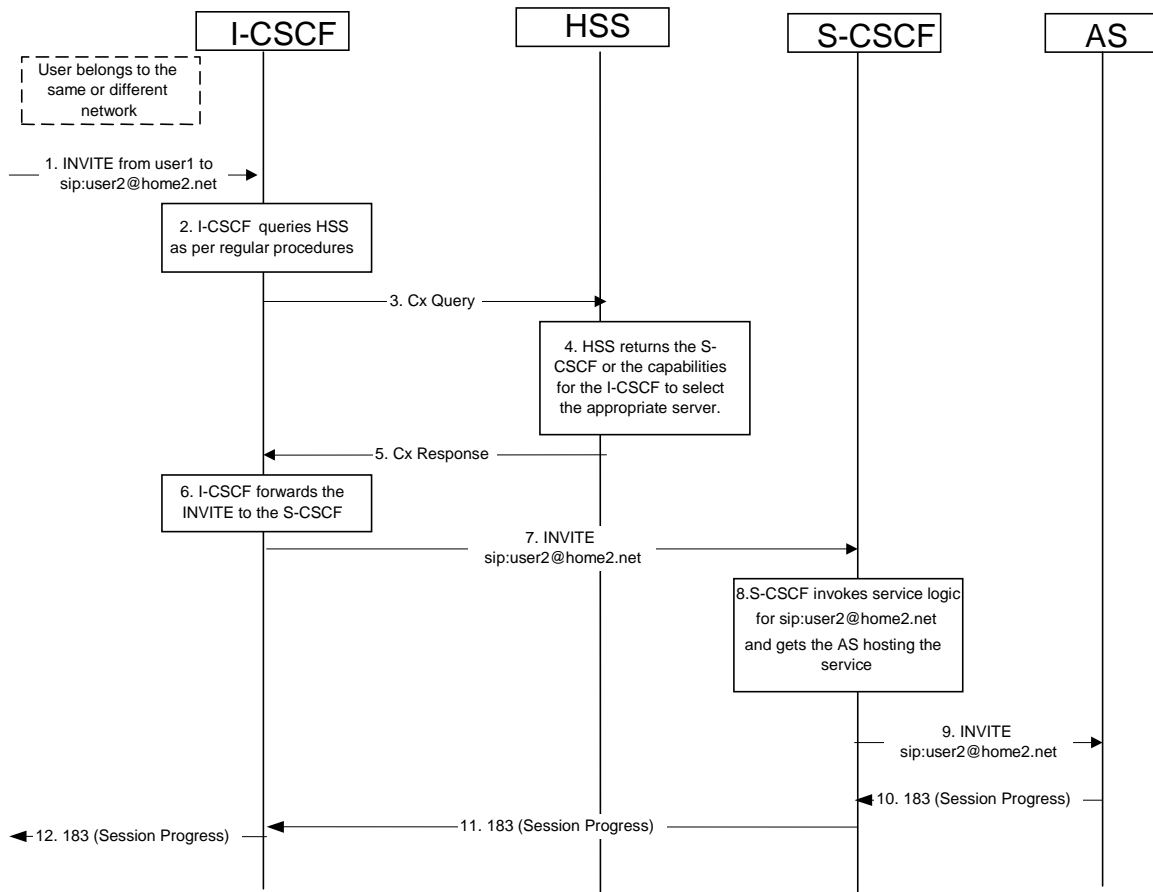 I-CSCF
HSS
S-CSCF
AS
User belongs to the
same or different
network
1. INVITE from user1 to
sip:user2@home2.net
2. I-CSCF queries HSS
as per regular procedures
3. Cx Query
4. HSS returns the S-
CSCF or the capabilities
for the I-CSCF to select
the appropriate server.
5. Cx Response
6. I-CSCF forwards the
INVITE to the S-CSCF
7. INVITE
sip:user2@home2.net
8.S-CSCF invokes service logic
for sip:user2@home2.net
and gets the AS hosting the
service
9. INVITE
sip:user2@home2.net
10. 183 (Session Progress)
11. 183 (Session Progress)
12. 183 (Session Progress)